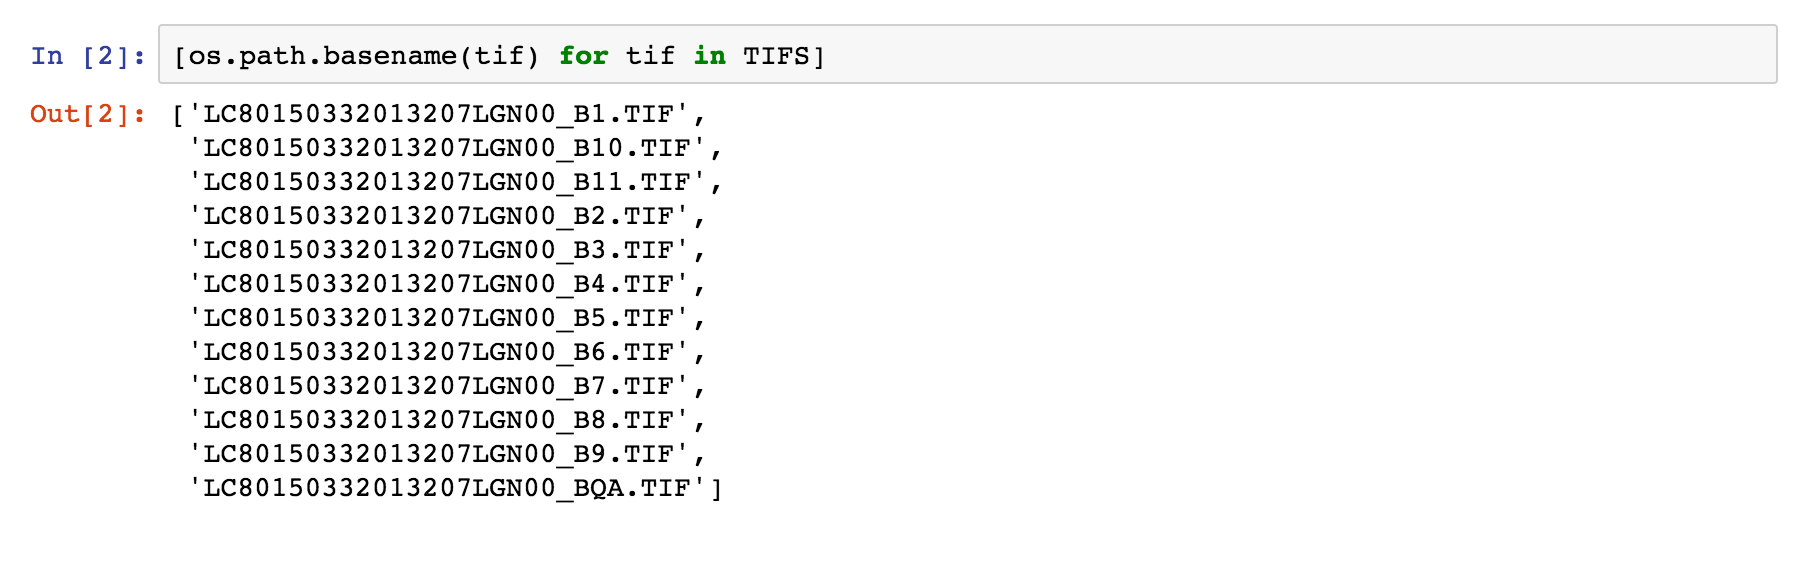 In [2]: [os.path.basename(tif) for tif in TIFS]
Out[2]: ['LC80150332013207LGN00_B1.TIF',
'LC80150332013207LGN00_B10.TIF',
'LC80150332013207LGN00_B11.TIF',
'LC80150332013207LGN00_B2.TIF',
'LC80150332013207LGN00_B3.TIF',
'LC80150332013207LGN00_B4.TIF',
'LC80150332013207LGN00_B5.TIF',
'LC80150332013207LGN00_B6.TIF',
'LC80150332013207LGN00_B7.TIF',
'LC80150332013207LGN00_B8.TIF',
'LC80150332013207LGN00_B9.TIF',
'LC80150332013207LGN00_BQA.TIF']